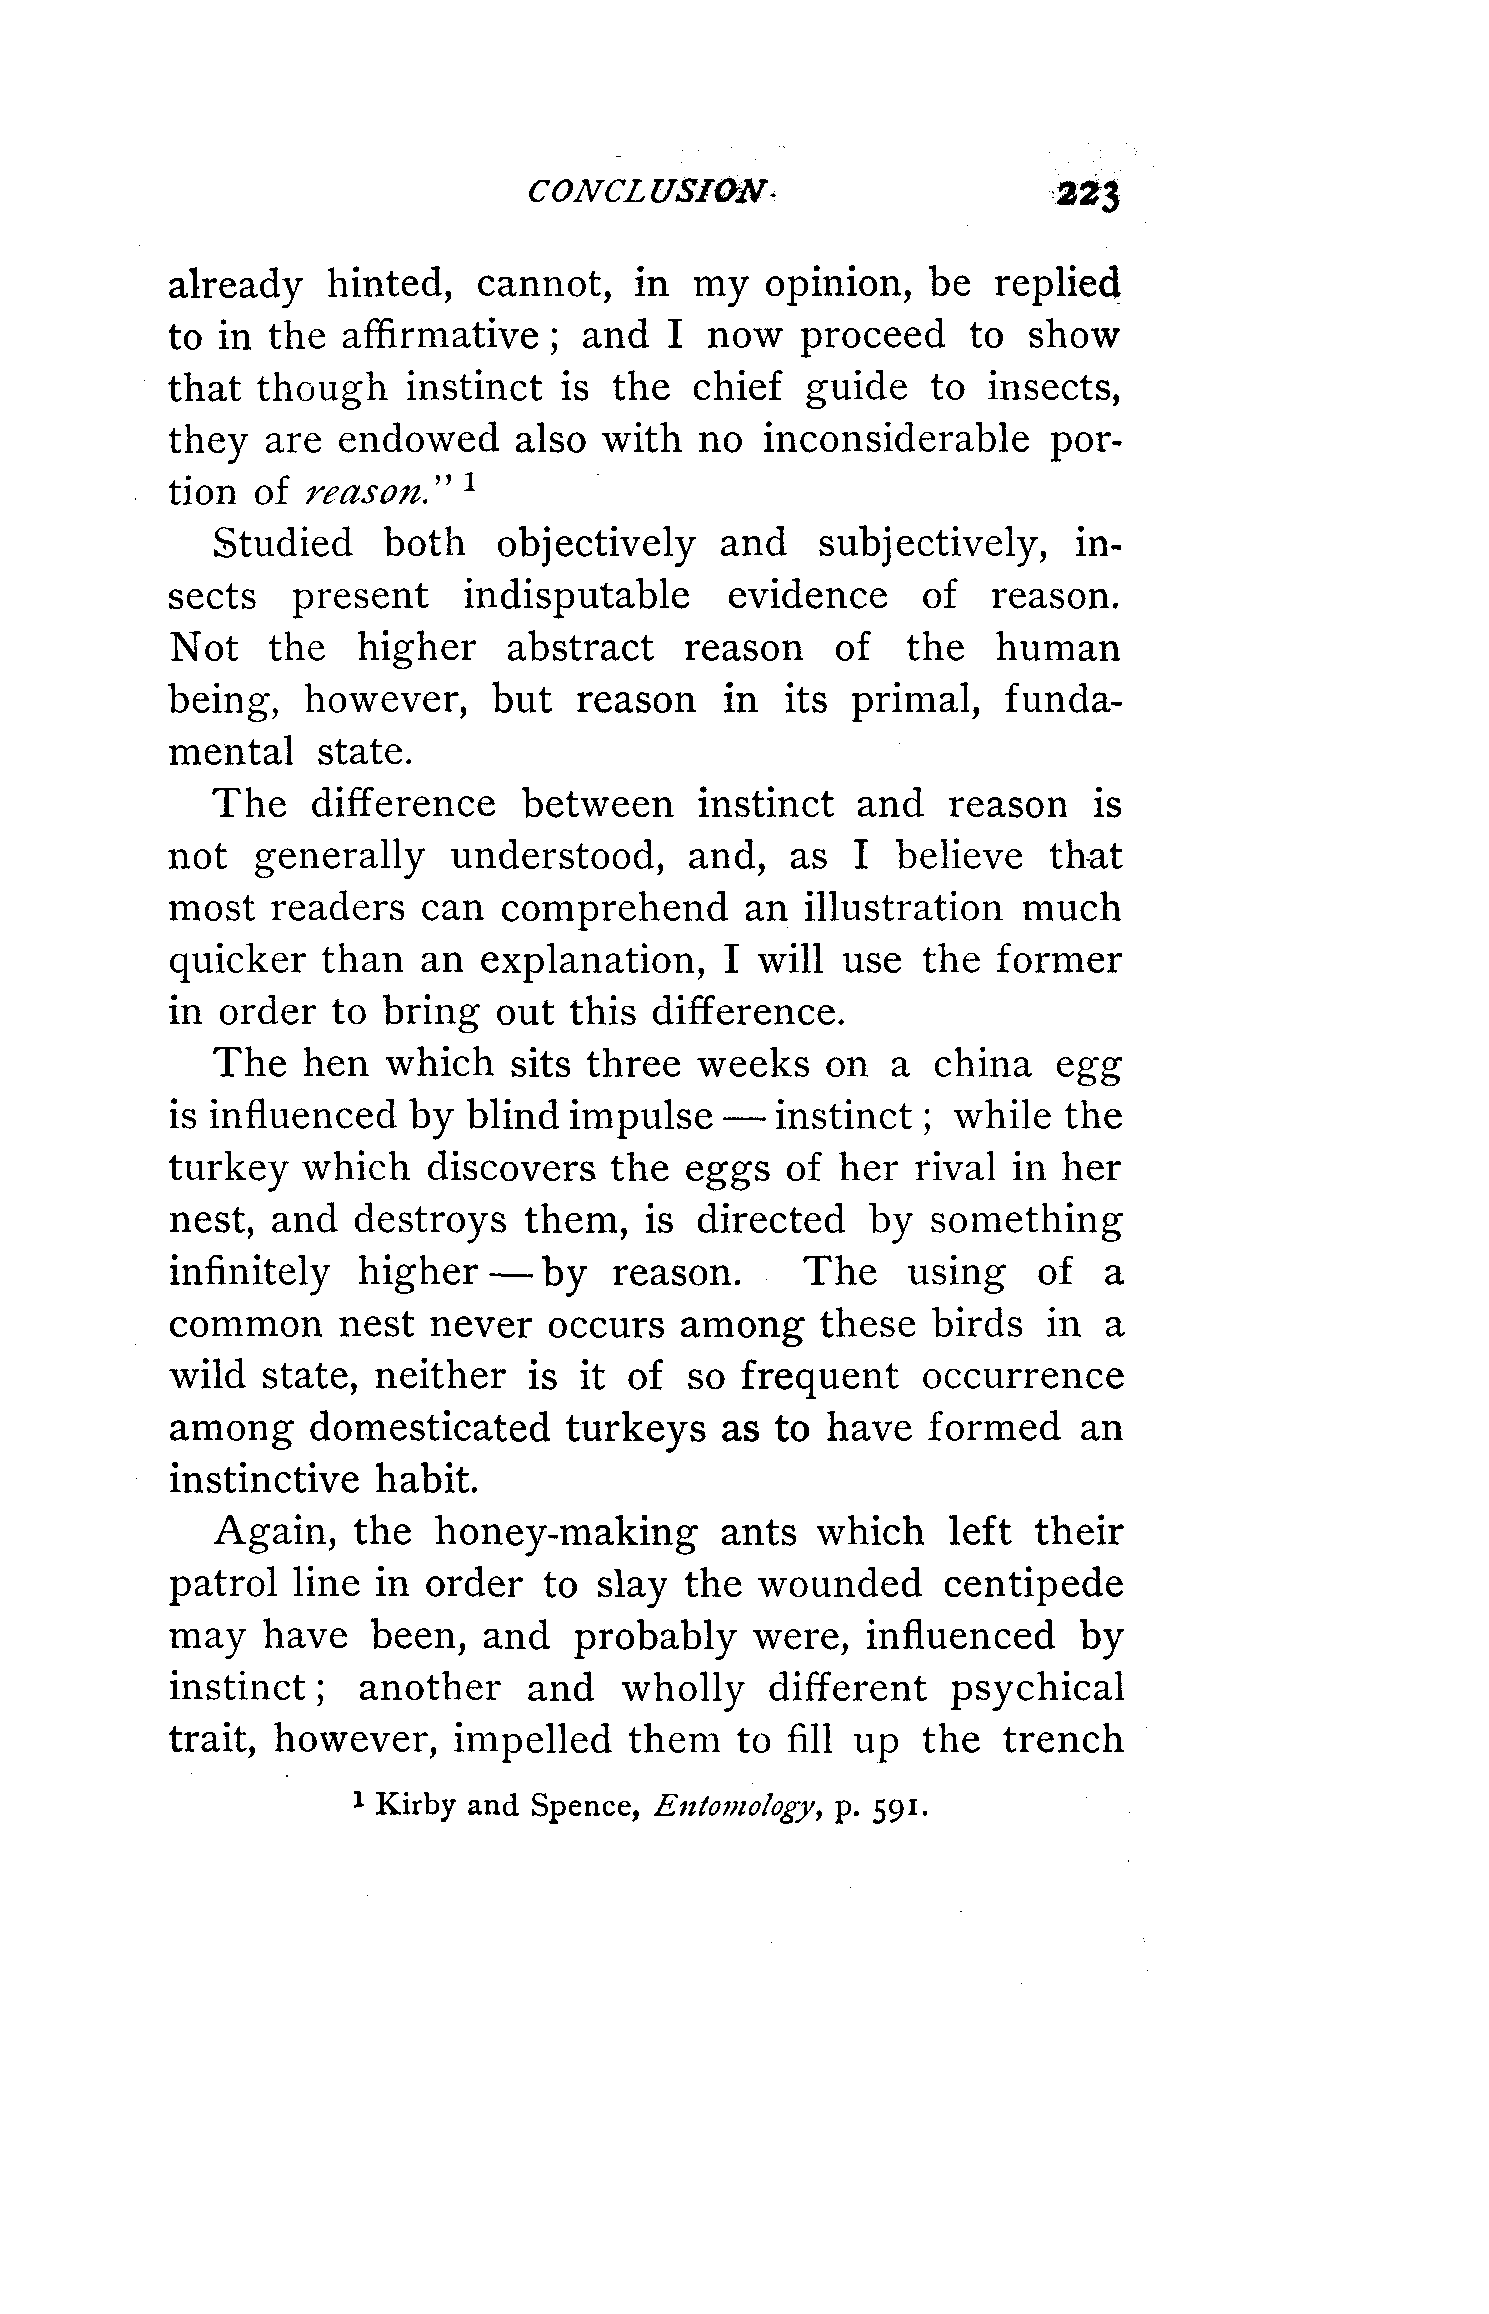 CONCLUSION. 223
already hinted, cannot, in my opinion, be replied
to in the affirmative ; and I now proceed to show
that though instinct is the chief guide to insects,
they are endowed also with no inconsiderable por-
tion of reason." 1
Studied both objectively and subjectively, in-
sects present indisputable evidence of reason.
Not the higher abstract reason of the human
being, however, but reason in its primal, funda-
mental state.
The difference between instinct and reason is
not generally understood, and, as I believe that
most readers can comprehend an illustration much
quicker than an explanation, I will use the former
in order to bring out this difference.
The hen which sits three weeks on a china egg
is influenced by blind impulse — instinct ; while the
turkey which discovers the eggs of her rival in her
nest, and destroys them, is directed by something
infinitely higher — by reason. The using of a
common nest never occurs among these birds in a
wild state, neither is it of so frequent occurrence
among domesticated turkeys as to have formed an
instinctive habit.
Again, the honey-making ants which left their
patrol line in order to slay the wounded centipede
may have been, and probably were, influenced by
instinct ; another and wholly different psychical
trait, however, impelled them to fill up the trench
1 Kirby and Spence, Entomology, p. 591.